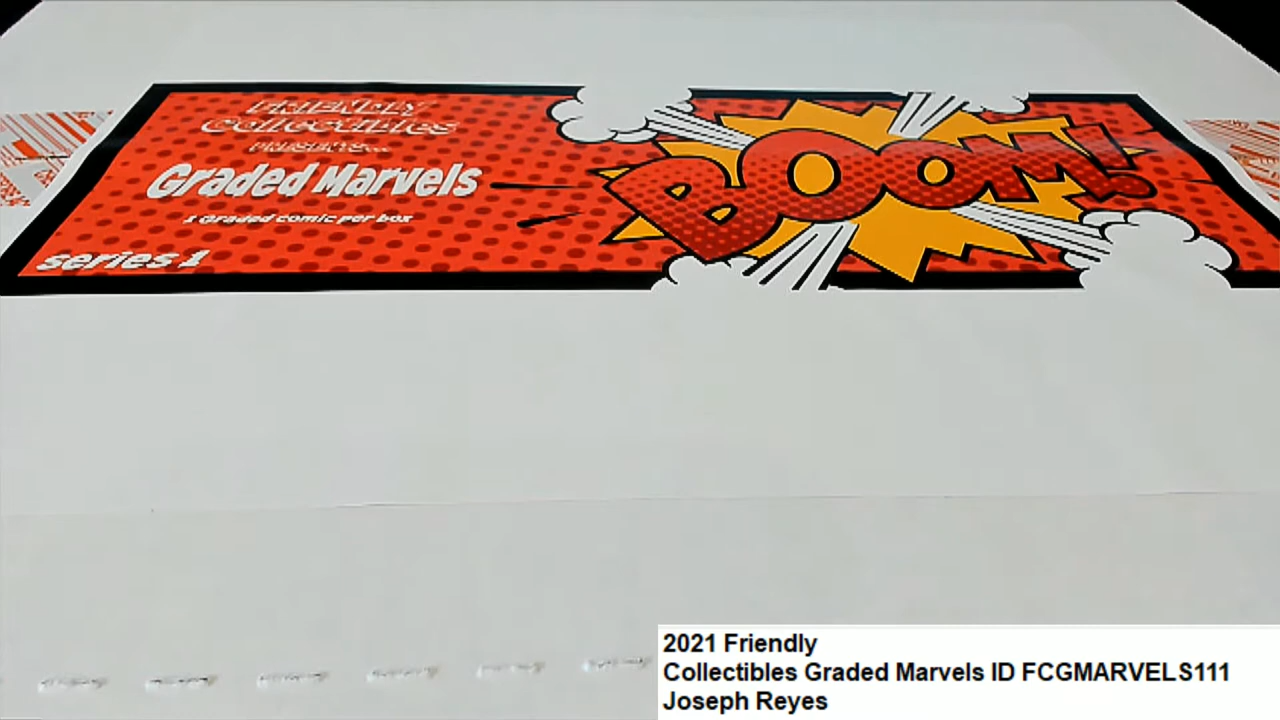 FRIENDLY
Collectibles
PRESENTS...
Graded Marvels
1 Graded comic per box
series 1
BOOM!
2021 Friendly
Collectibles Graded Marvels ID FCGMARVELS111
Joseph Reyes